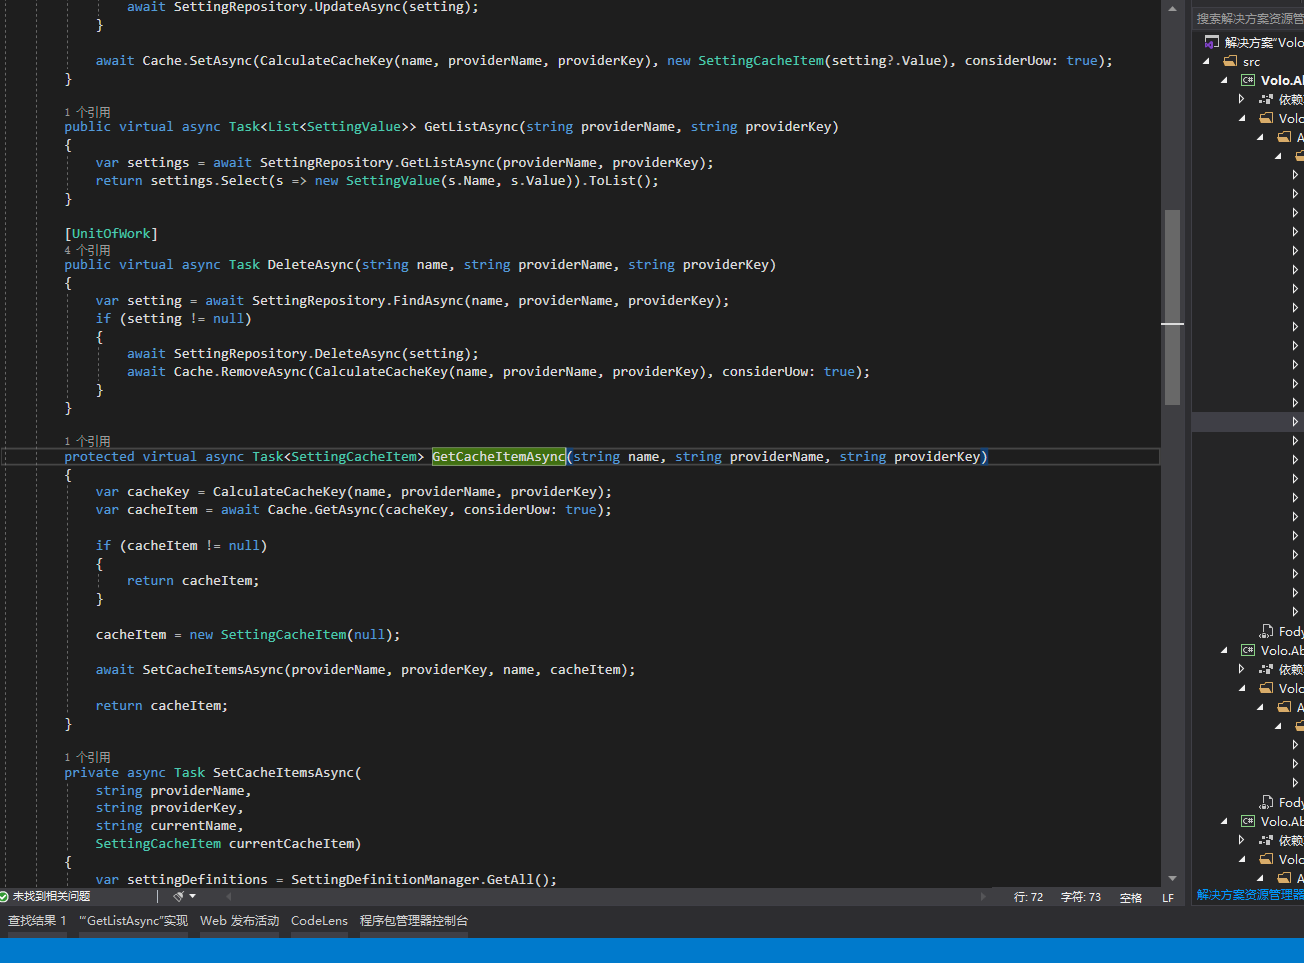 await SettingRepository.UpdateAsync(setting);
}
await Cache.SetAsync(CalculateCacheKey(name, providerName, providerKey), new SettingCacheItem(setting?.Value), considerUow: true);
}
1 个引用
public virtual async Task<List<SettingValue>> GetListAsync(string providerName, string providerKey)
{
var settings = await SettingRepository.GetListAsync(providerName, providerKey);
return settings.Select(s => new SettingValue(s.Name, s.Value)).ToList();
}
[UnitOfWork]
4 个引用
public virtual async Task DeleteAsync(string name, string providerName, string providerKey)
{
var setting = await SettingRepository.FindAsync(name, providerName, providerKey);
if (setting != null)
{
await SettingRepository.DeleteAsync(setting);
await Cache.RemoveAsync(CalculateCacheKey(name, providerName, providerKey), considerUow: true);
}
}
1 个引用
protected virtual async Task<SettingCacheItem> GetCacheItemAsync(string name, string providerName, string providerKey)
{
var cacheKey = CalculateCacheKey(name, providerName, providerKey);
var cacheItem = await Cache.GetAsync(cacheKey, considerUow: true);
if (cacheItem != null)
{
return cacheItem;
}
cacheItem = new SettingCacheItem(null);
await SetCacheItemsAsync(providerName, providerKey, name, cacheItem);
return cacheItem;
}
1 个引用
private async Task SetCacheItemsAsync(
string providerName,
string providerKey,
string currentName,
SettingCacheItem currentCacheItem)
{
var settingDefinitions = SettingDefinitionManager.GetAll();
未找到相关问题
行: 72 字符: 73 空格 LF
查找结果 1 "“GetListAsync”实现 Web 发布活动 CodeLens 程序包管理器控制台
搜索解决方案资源管
解决方案"Volo
src
C# Volo.Ab
依赖
Volo
A
Fody
C# Volo.Ab
依赖
Volo
A
Fody
C# Volo.Ab
依赖
Volo
A
解决方案资源管理器